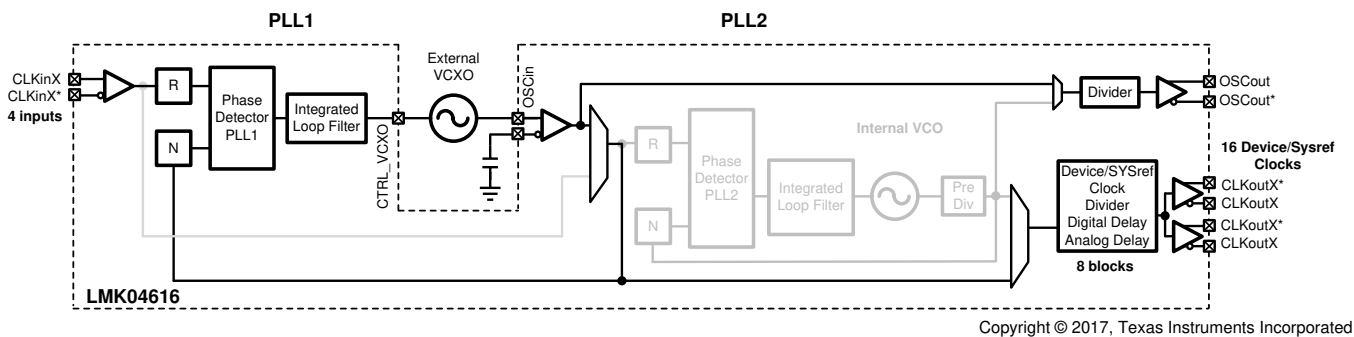 PLL1
PLL2
CLKinX
CLKinX*
4 inputs
R
N
Phase
Detector
PLL1
Integrated
Loop Filter
CTRL_VCXO
External
VCXO
OSCin
R
N
Phase
Detector
PLL2
Integrated
Loop Filter
Internal VCO
Pre
Div
Divider
OSCout
OSCout*
16 Device/Sysref
Clocks
Device/SYSref
Clock
Divider
Digital Delay
Analog Delay
8 blocks
CLKoutX*
CLKoutX
CLKoutX*
CLKoutX
LMK04616
Copyright © 2017, Texas Instruments Incorporated